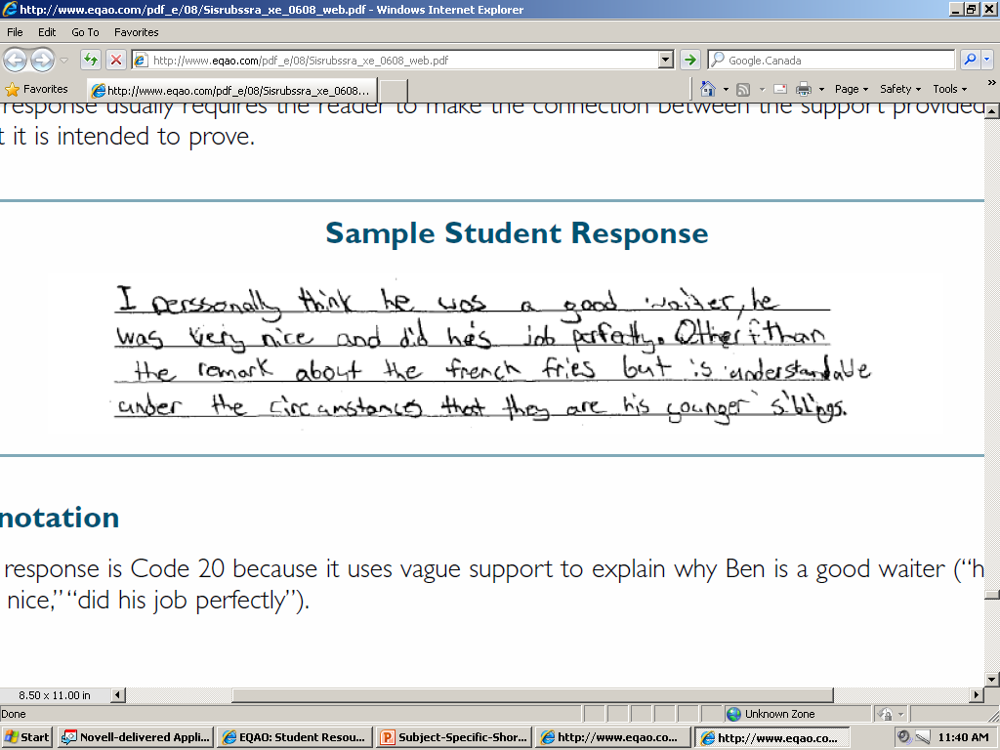 http://www.eqao.com/pdf_e/08/Sisrubssra_xe_0608_web.pdf - Windows Internet Explorer
File Edit Go To Favorites
http://www.eqao.com/pdf_e/08/Sisrubssra_xe_0608_web.pdf Google.Canada
Favorites http://www.eqao.com/pdf_e/08/Sisrubssra_xe_0608... Page Safety Tools »
response usually requires the reader to make the connection between the support provided
t it is intended to prove.
Sample Student Response
I perssonally think he was a good waiter, he
was very nice and did he's job perfectly. Other than
the remark about the french fries but is understandable
under the circumstances that they are his younger siblings.
notation
response is Code 20 because it uses vague support to explain why Ben is a good waiter (“h
nice,” “did his job perfectly”).
8.50 x 11.00 in
Done Unknown Zone
Start Novell-delivered Appli... EQAO: Student Resou... Subject-Specific-Shor... http://www.eqao.co... http://www.eqao.co... 11:40 AM